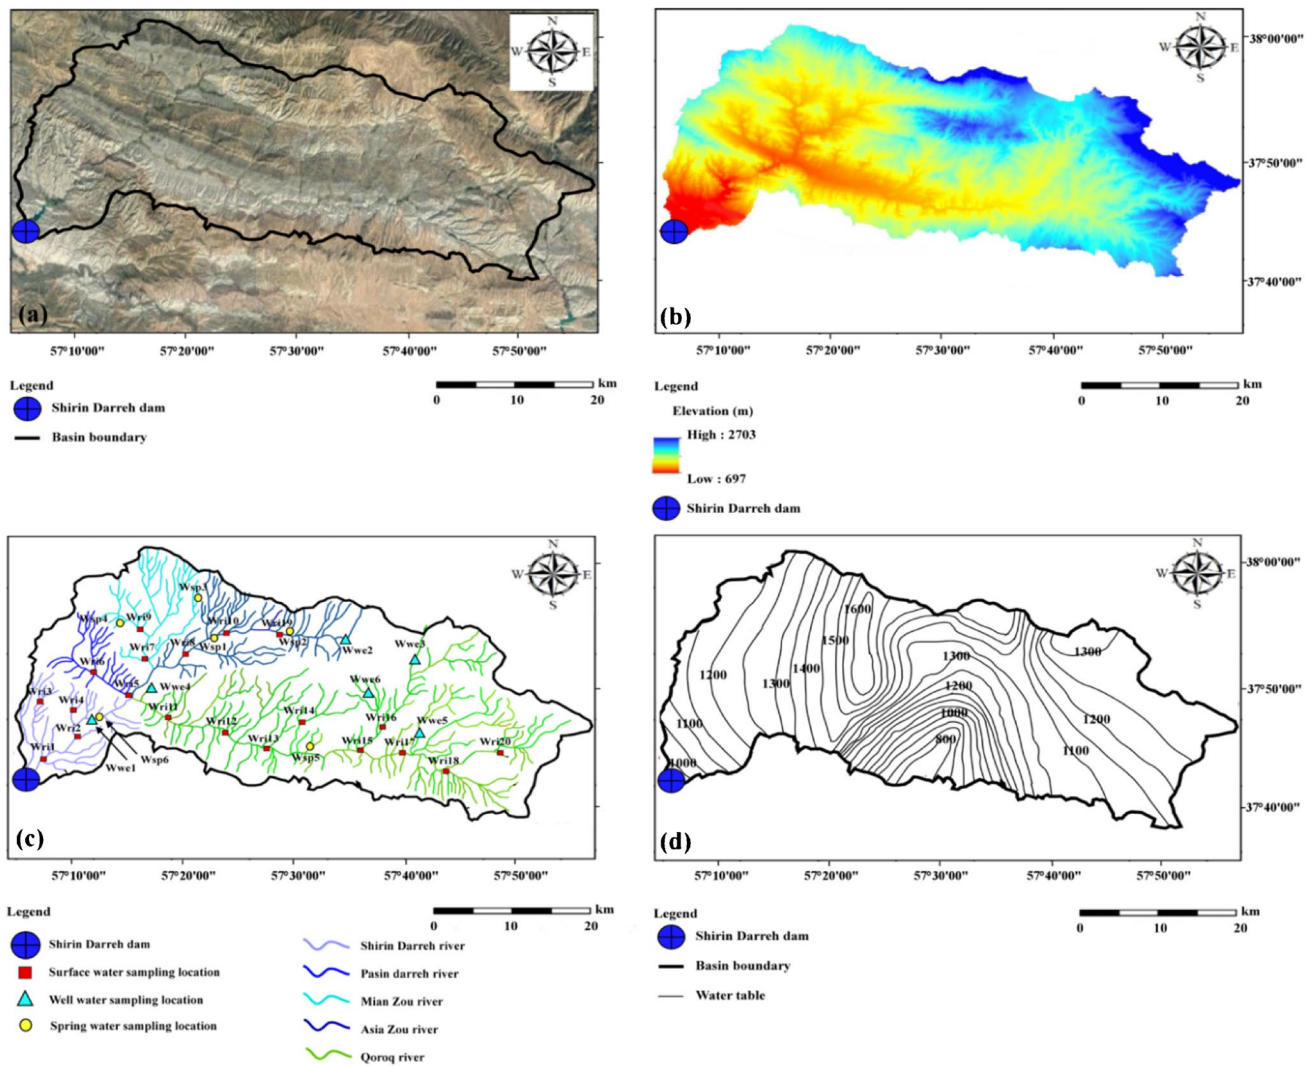 N
W E
S
(a)
57°10'00" 57°20'00" 57°30'00" 57°40'00" 57°50'00"
Legend
Shirin Darreh dam
Basin boundary
km
0 10 20
N
W E
S
38°00'00"
37°50'00"
37°40'00"
(b)
57°10'00" 57°20'00" 57°30'00" 57°40'00" 57°50'00"
Legend
Elevation (m)
High : 2703
Low : 697
Shirin Darreh dam
km
0 10 20
N
W E
S
Wsp3
Wsp4 Wri9 Wri10 Wri19
Wri7 Wri8 Wsp1 Wsp2 Wwe2 Wwe3
Wri6
Wri5 Wwe4 Wwe6
Wri3 Wri4 Wri11
Wri2 Wri12 Wri14 Wri16 Wwe5
Wri1 Wri13 Wri15 Wri17 Wri20
Wwe1 Wsp6 Wsp5 Wri18
(c)
57°10'00" 57°20'00" 57°30'00" 57°40'00" 57°50'00"
Legend
Shirin Darreh dam
Surface water sampling location
Well water sampling location
Spring water sampling location
km
0 10 20
Shirin Darreh river
Pasin darreh river
Mian Zou river
Asia Zou river
Qoroq river
N
W E
S
38°00'00"
37°50'00"
37°40'00"
1600
1500
1400
1300
1200
1100
1000
1300
1200
1000
800
1300
1200
1100
(d)
57°10'00" 57°20'00" 57°30'00" 57°40'00" 57°50'00"
Legend
Shirin Darreh dam
Basin boundary
Water table
km
0 10 20